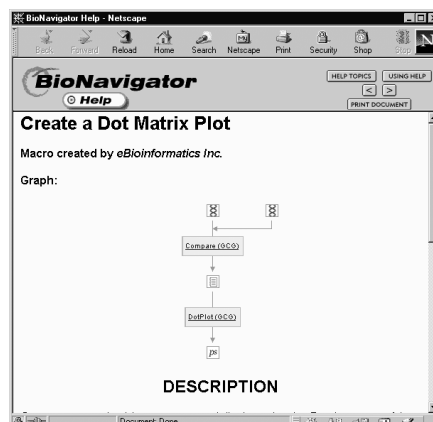 BioNavigator Help - Netscape
Back Forward Reload Home Search Netscape Print Security Shop Stop
BioNavigator
Help
HELP TOPICS USING HELP
< >
PRINT DOCUMENT
Create a Dot Matrix Plot
Macro created by eBioinformatics Inc.
Graph:
Compare (GCG)
DotPlot (GCG)
ps
DESCRIPTION
Document: Done